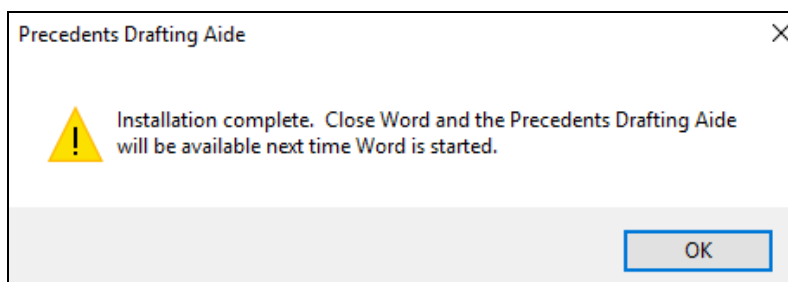 Precedents Drafting Aide
Installation complete.  Close Word and the Precedents Drafting Aide
will be available next time Word is started.
OK